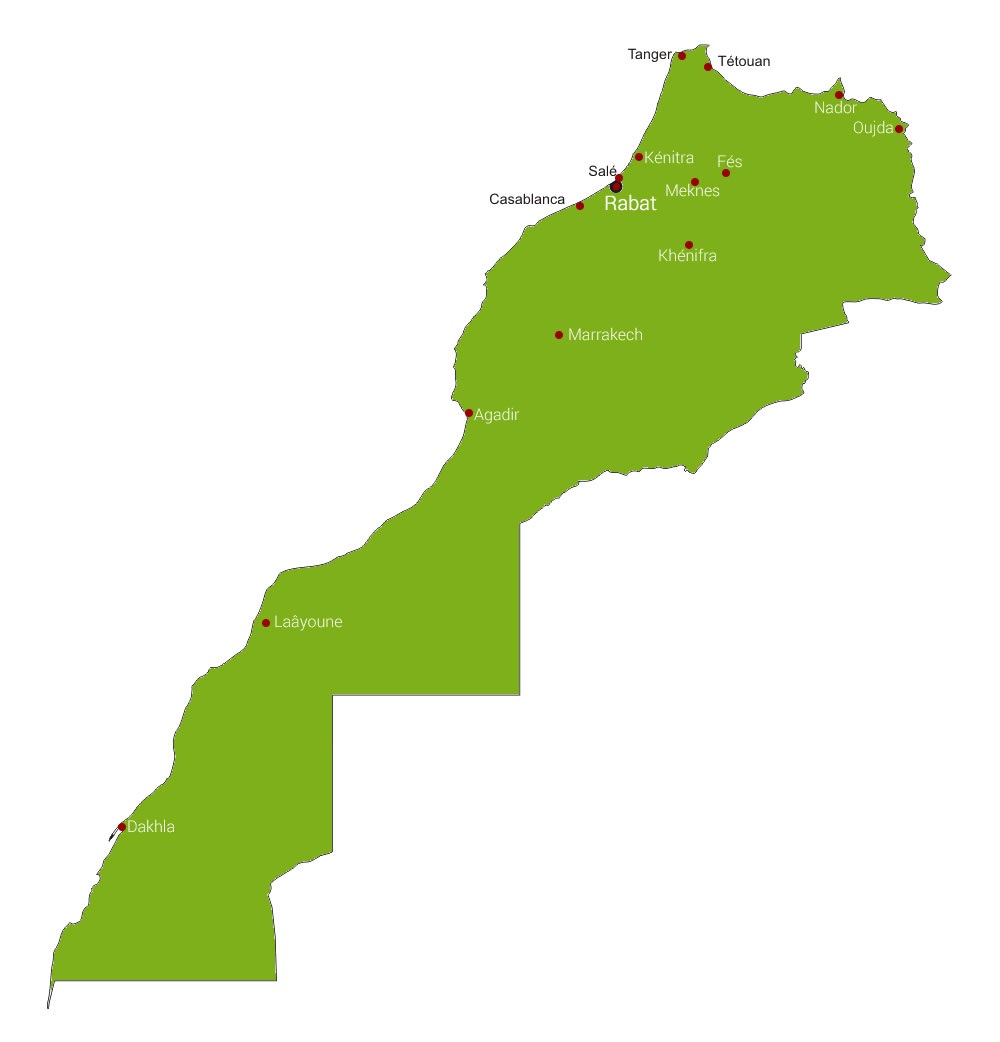 Tanger
Tétouan
Nador
Oujda
Kénitra
Fés
Salé
Meknes
Casablanca
Rabat
Khénifra
Marrakech
Agadir
Laâyoune
Dakhla